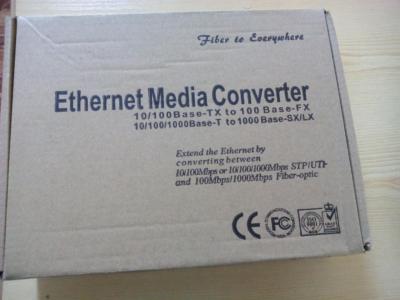 Fiber to Everywhere
Ethernet Media Converter
10/100Base-TX to 100 Base-FX
10/100/1000Base-T to 1000 Base-SX/LX
Extend the Ethernet by
converting between
10/100Mbps or 10/100/1000Mbps STP/UTP
and 100Mbps/1000Mbps Fiber-optic
CE FC